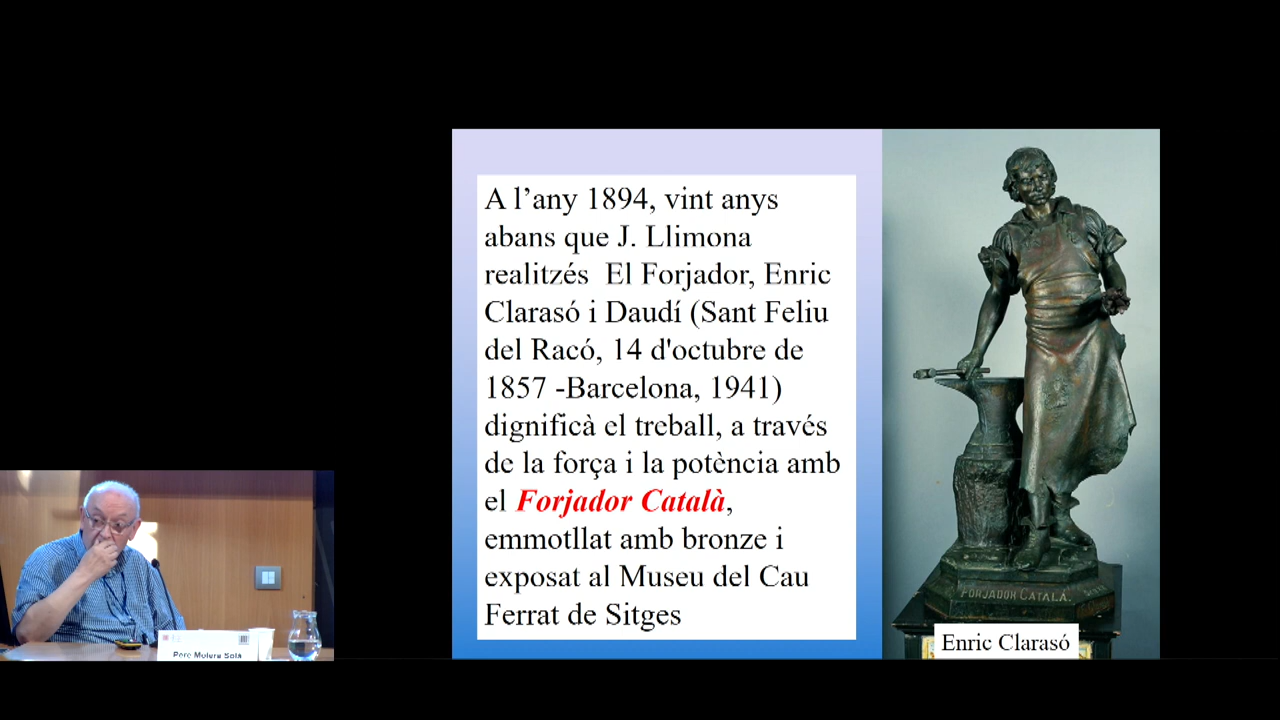 A l’any 1894, vint anys
abans que J. Llimona
realitzés El Forjador, Enric
Clarasó i Daudí (Sant Feliu
del Racó, 14 d'octubre de
1857 -Barcelona, 1941)
dignificà el treball, a través
de la força i la potència amb
el Forjador Català,
emmotllat amb bronze i
exposat al Museu del Cau
Ferrat de Sitges
FORJADOR CATALÀ.
Enric Clarasó
Pere Molera Solà